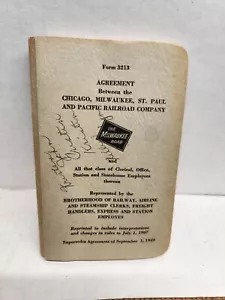 Form 3213
AGREEMENT
Between the
CHICAGO, MILWAUKEE, ST. PAUL
AND PACIFIC RAILROAD COMPANY
THE
MILWAUKEE
ROAD
and
All that class of Clerical, Office,
Station and Storehouse Employees
thereon
Represented by the
BROTHERHOOD OF RAILWAY, AIRLINE
AND STEAMSHIP CLERKS, FREIGHT
HANDLERS, EXPRESS AND STATION
EMPLOYES
Reprinted to include interpretations
and changes in rules to July 1, 1967
Supersedes Agreement of September 1, 1949